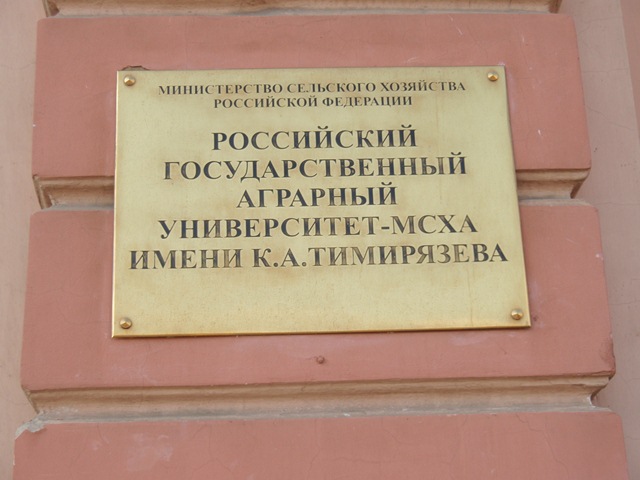 МИНИСТЕРСТВО СЕЛЬСКОГО ХОЗЯЙСТВА
РОССИЙСКОЙ ФЕДЕРАЦИИ
РОССИЙСКИЙ
ГОСУДАРСТВЕННЫЙ
АГРАРНЫЙ
УНИВЕРСИТЕТ-МСХА
ИМЕНИ К.А.ТИМИРЯЗЕВА